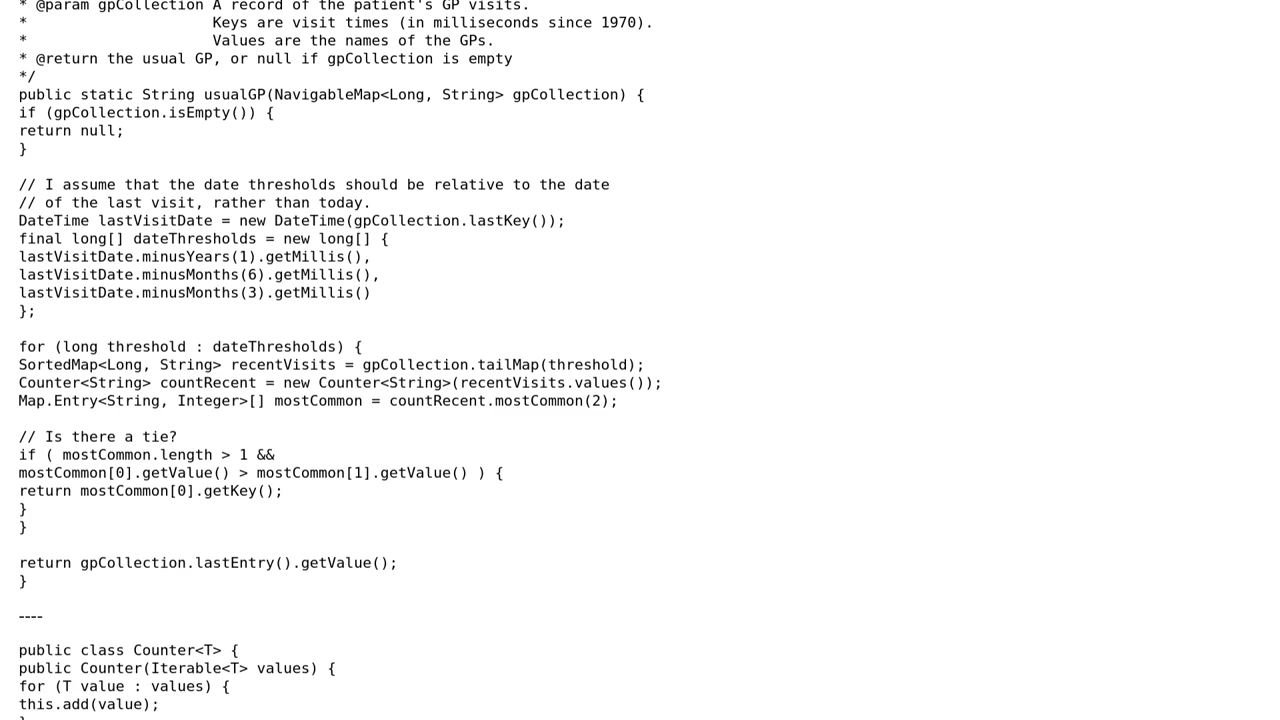 * @param gpCollection A record of the patient's GP visits.
*                     Keys are visit times (in milliseconds since 1970).
*                     Values are the names of the GPs.
* @return the usual GP, or null if gpCollection is empty
*/
public static String usualGP(NavigableMap<Long, String> gpCollection) {
if (gpCollection.isEmpty()) {
return null;
}

// I assume that the date thresholds should be relative to the date
// of the last visit, rather than today.
DateTime lastVisitDate = new DateTime(gpCollection.lastKey());
final long[] dateThresholds = new long[] {
lastVisitDate.minusYears(1).getMillis(),
lastVisitDate.minusMonths(6).getMillis(),
lastVisitDate.minusMonths(3).getMillis()
};

for (long threshold : dateThresholds) {
SortedMap<Long, String> recentVisits = gpCollection.tailMap(threshold);
Counter<String> countRecent = new Counter<String>(recentVisits.values());
Map.Entry<String, Integer>[] mostCommon = countRecent.mostCommon(2);

// Is there a tie?
if ( mostCommon.length > 1 &&
mostCommon[0].getValue() > mostCommon[1].getValue() ) {
return mostCommon[0].getKey();
}
}

return gpCollection.lastEntry().getValue();
}

----

public class Counter<T> {
public Counter(Iterable<T> values) {
for (T value : values) {
this.add(value);
}